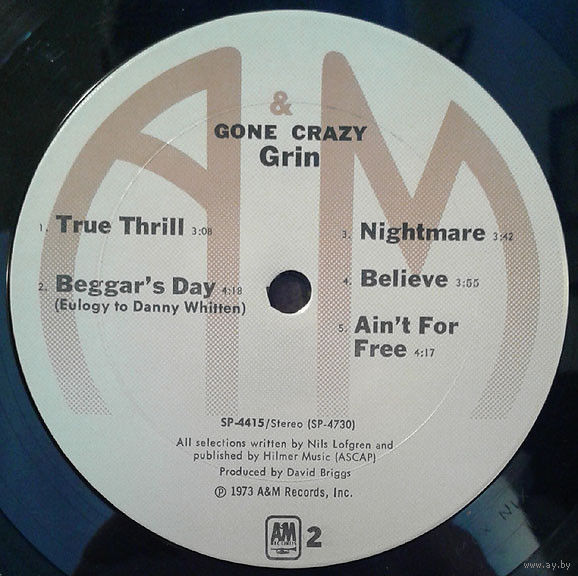 A & M
GONE CRAZY
Grin
1. True Thrill 3:08
2. Beggar's Day 4:18
(Eulogy to Danny Whitten)
3. Nightmare 3:42
4. Believe 3:55
5. Ain't For
Free 4:17
SP-4415/Stereo (SP-4730)
All selections written by Nils Lofgren and
published by Hilmer Music (ASCAP)
Produced by David Briggs
℗ 1973 A&M Records, Inc.
AM
RECORDS
2
www.ay.by